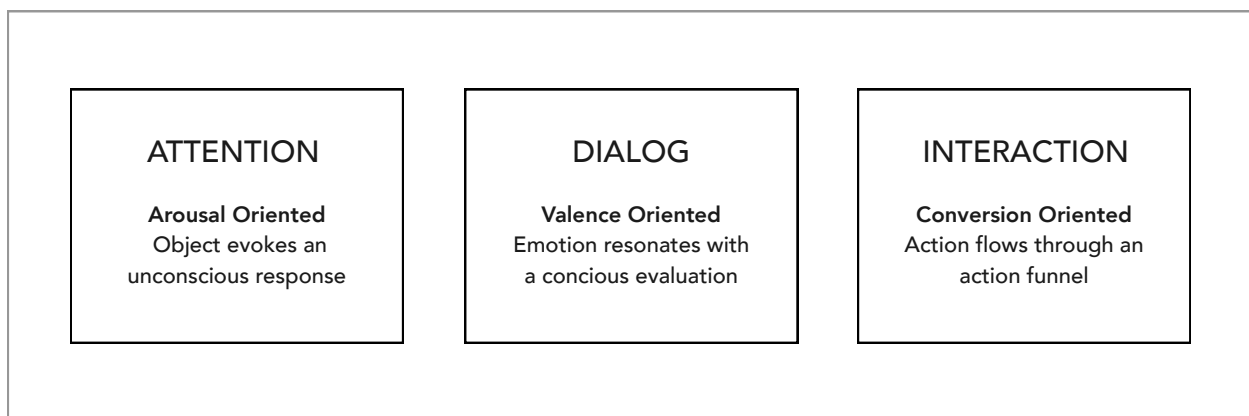 ATTENTION
Arousal Oriented
Object evokes an
unconscious response
DIALOG
Valence Oriented
Emotion resonates with
a concious evaluation
INTERACTION
Conversion Oriented
Action flows through an
action funnel